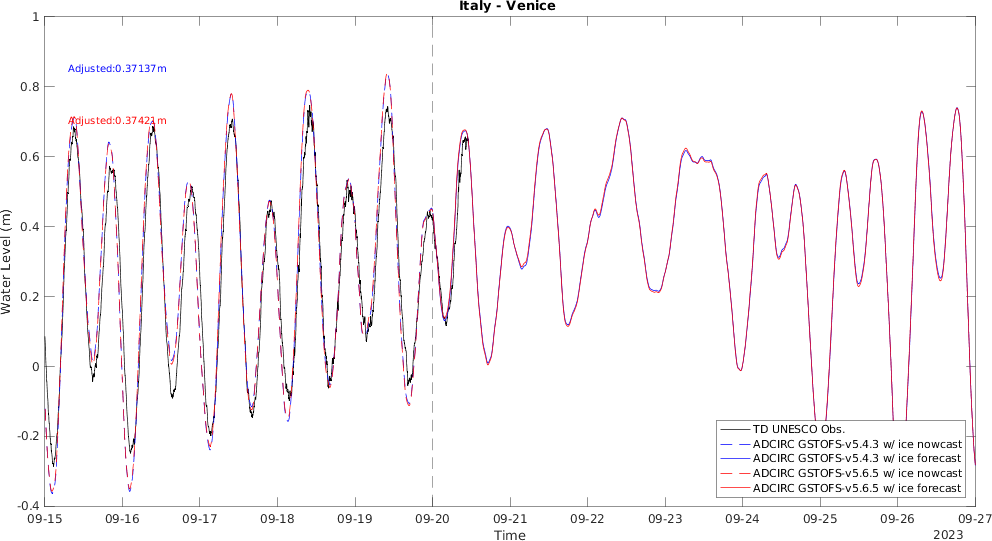 Italy - Venice
1
0.8
0.6
0.4
0.2
0
-0.2
-0.4
Water Level (m)
Adjusted:0.37137m
Adjusted:0.37421m
TD UNESCO Obs.
ADCIRC GSTOFS-v5.4.3 w/ ice nowcast
ADCIRC GSTOFS-v5.4.3 w/ ice forecast
ADCIRC GSTOFS-v5.6.5 w/ ice nowcast
ADCIRC GSTOFS-v5.6.5 w/ ice forecast
09-15 09-16 09-17 09-18 09-19 09-20 09-21 09-22 09-23 09-24 09-25 09-26 09-27
Time
2023